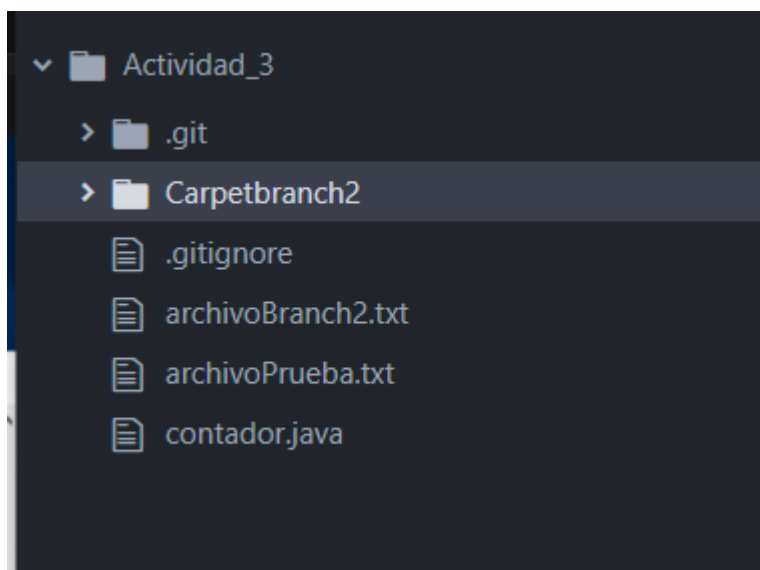 Actividad_3
.git
Carpetbranch2
.gitignore
archivoBranch2.txt
archivoPrueba.txt
contador.java